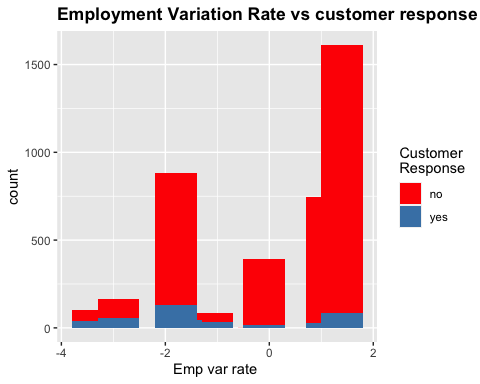 Employment Variation Rate vs customer response
1500
1000
500
0
count
-4
-2
0
2
Emp var rate
Customer
Response
no
yes